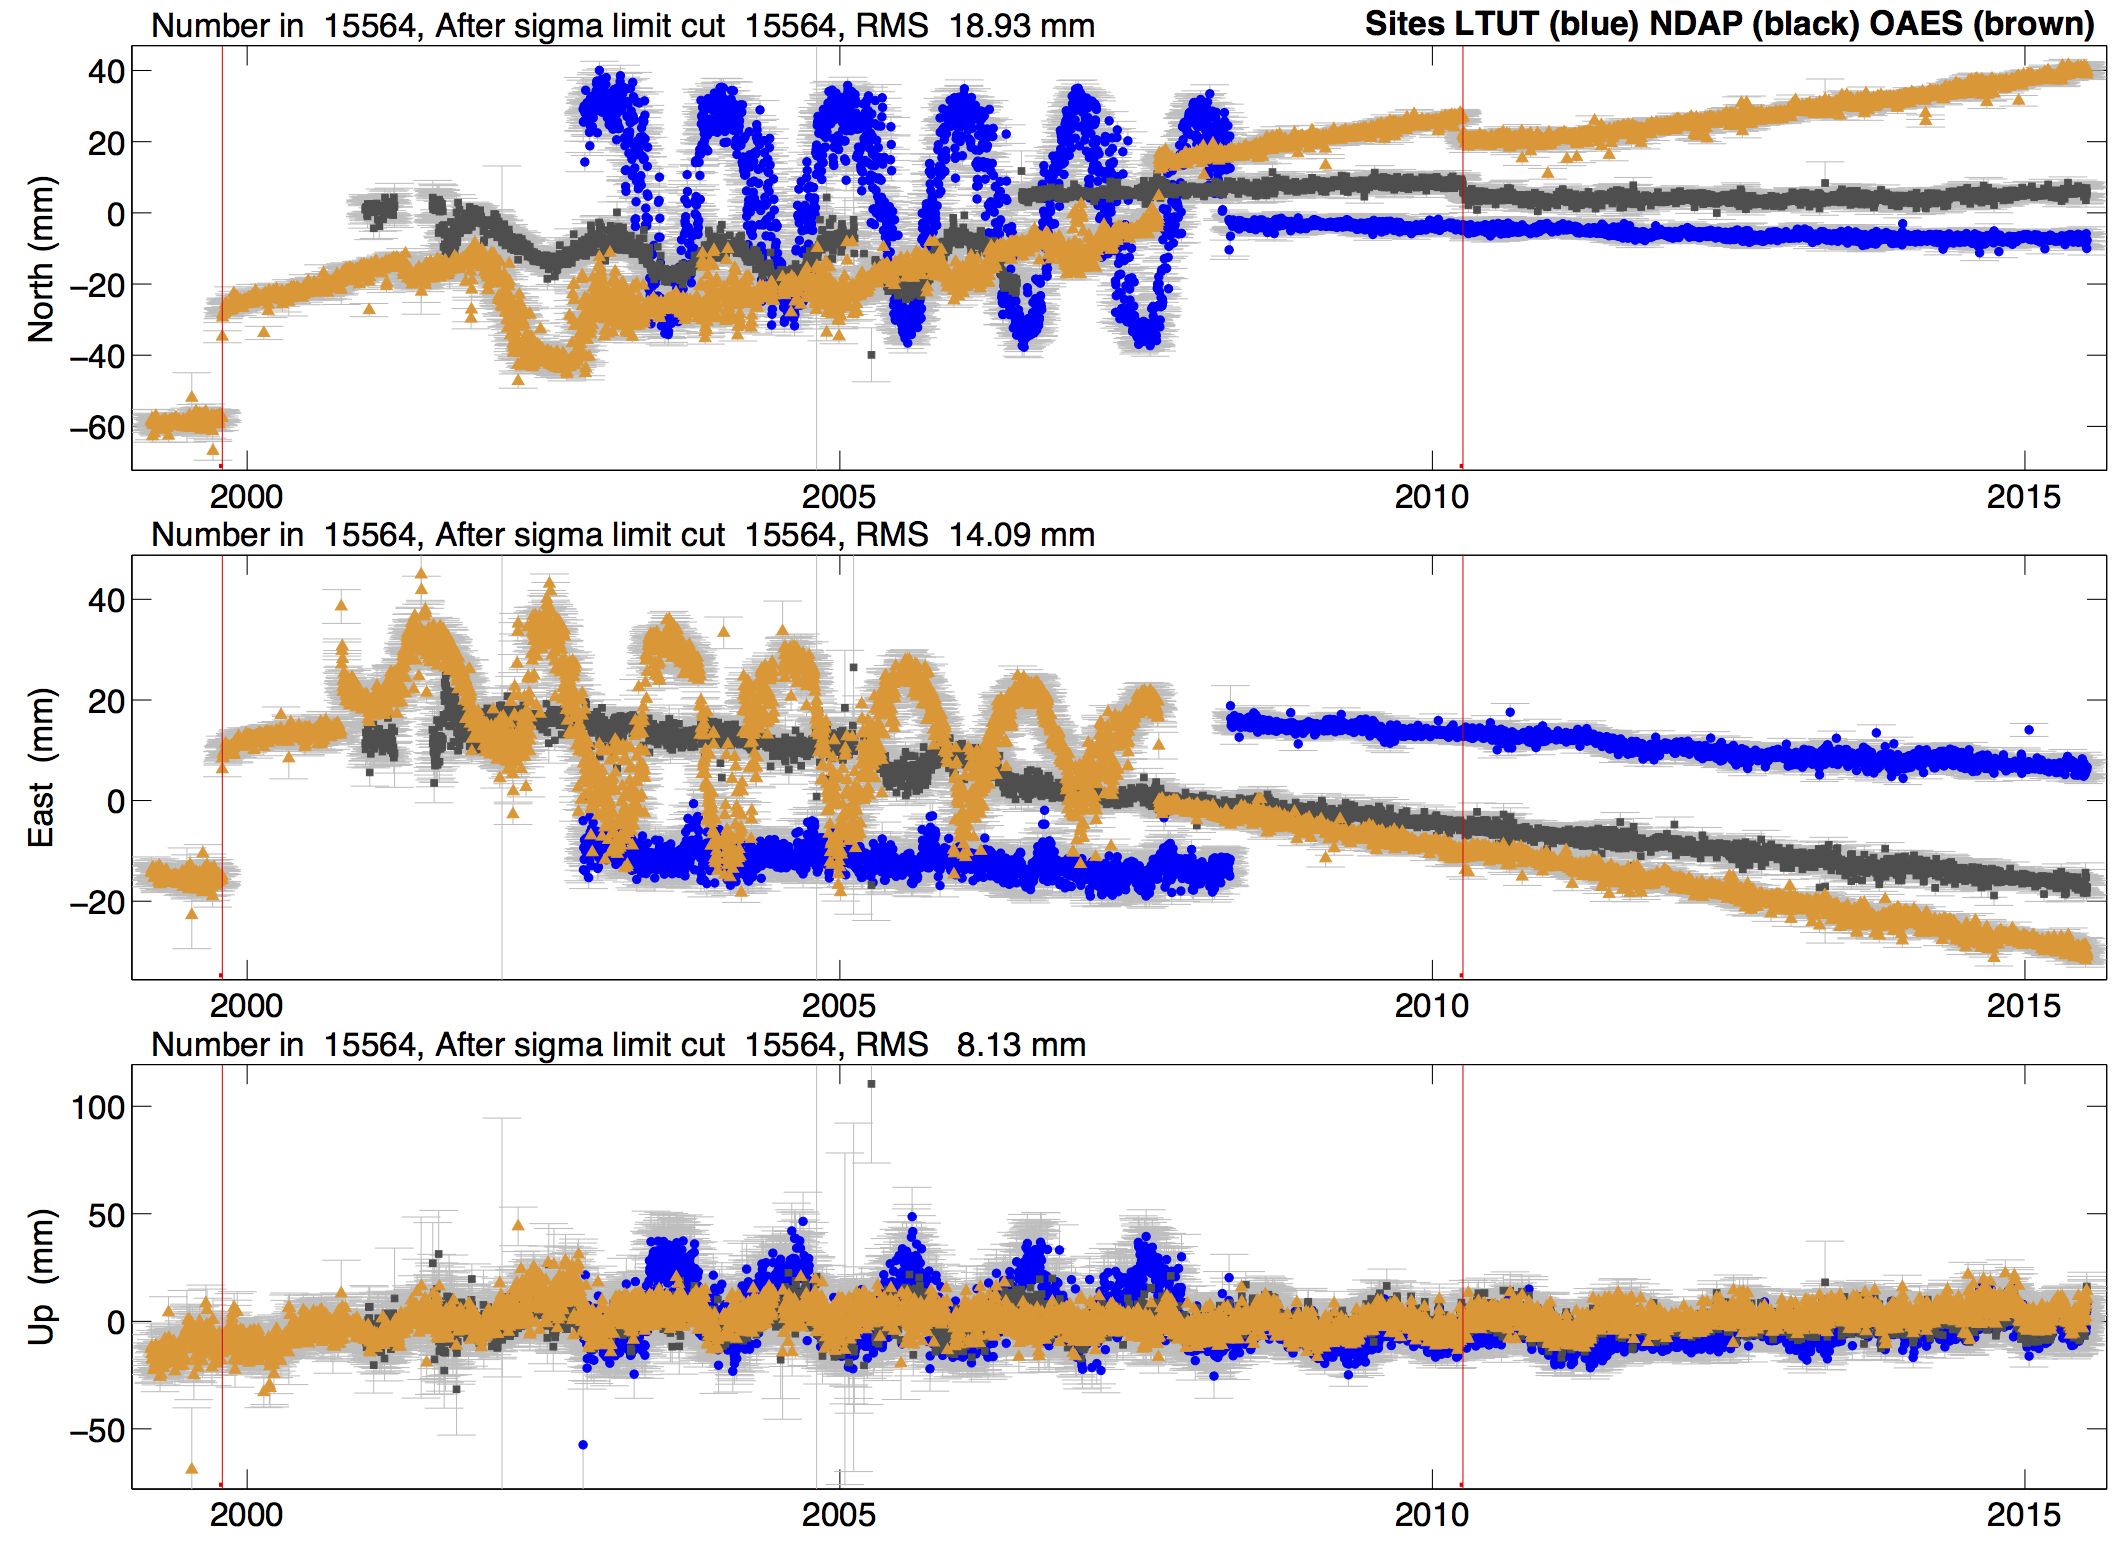 Number in 15564, After sigma limit cut 15564, RMS 18.93 mm
Sites LTUT (blue) NDAP (black) OAES (brown)
North (mm)
40
20
0
−20
−40
−60
2000 2005 2010 2015
Number in 15564, After sigma limit cut 15564, RMS 14.09 mm
East (mm)
40
20
0
−20
2000 2005 2010 2015
Number in 15564, After sigma limit cut 15564, RMS 8.13 mm
Up (mm)
100
50
0
−50
2000 2005 2010 2015